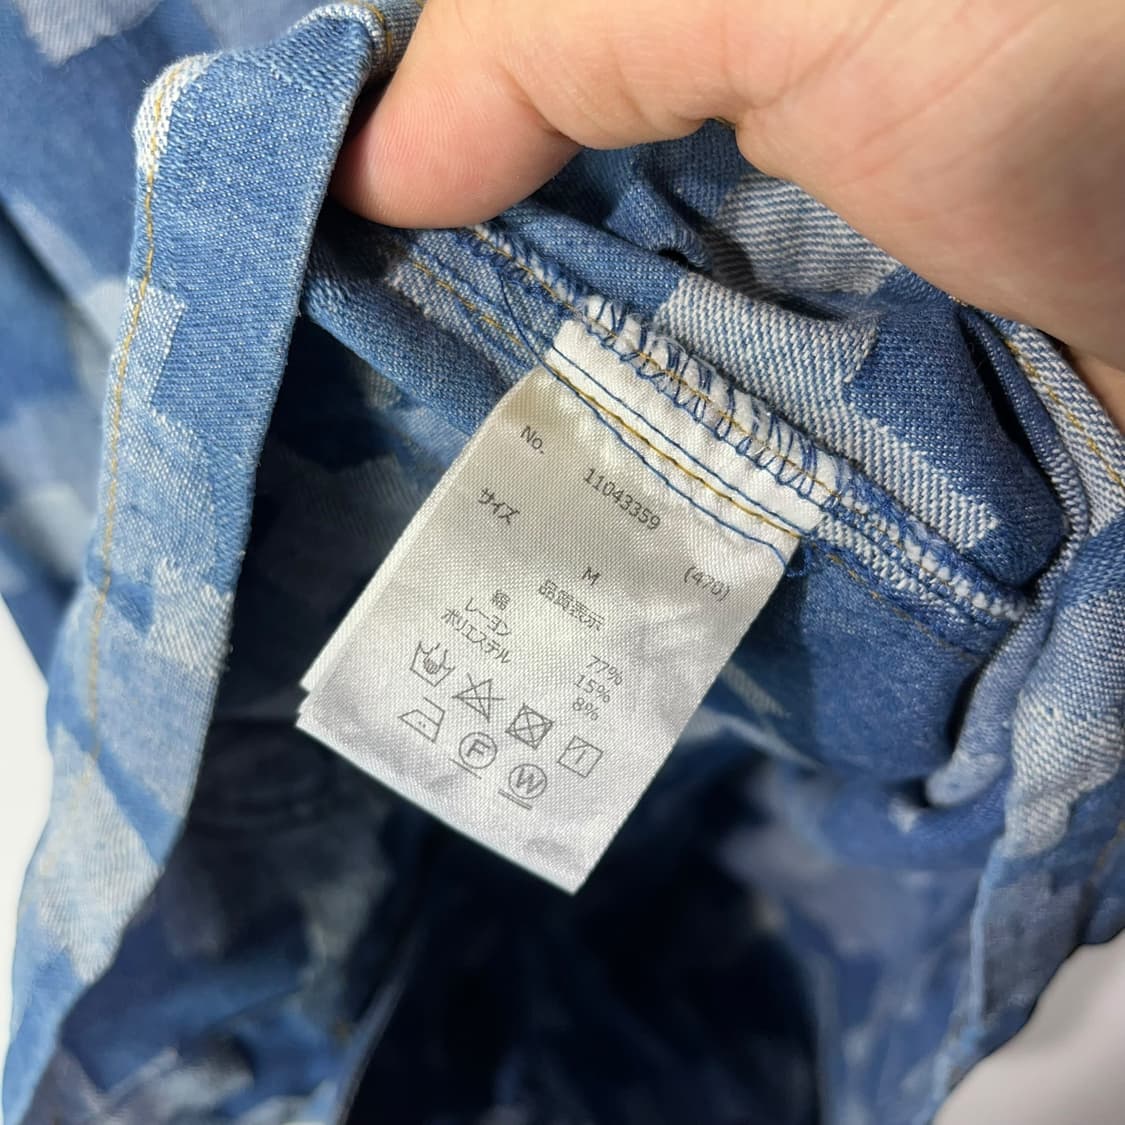 No. 11043359 (470)
サイズ M
品質表示
綿 77%
レーヨン 15%
ポリエステル 8%
F
W